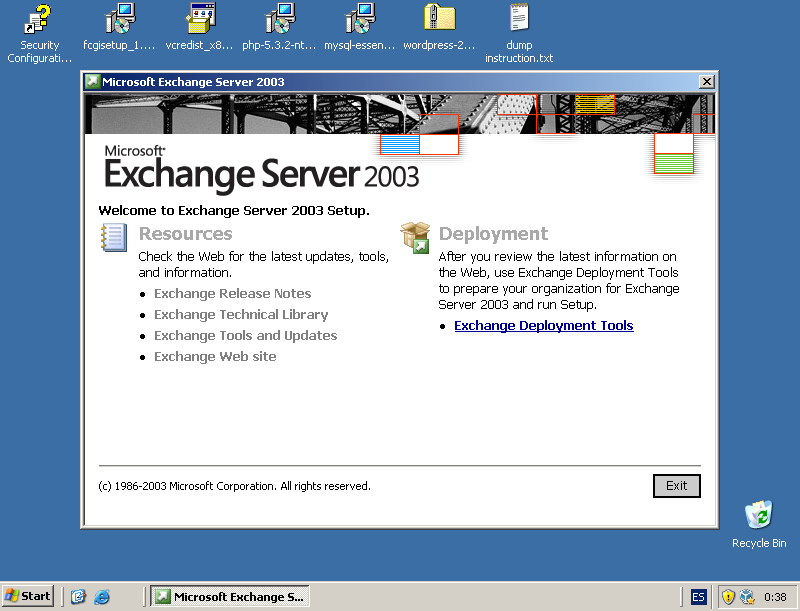 Security
Configurati...
fcgisetup_1....
vcredist_x8...
php-5.3.2-nt...
mysql-essen...
wordpress-2...
dump
instruction.txt
Microsoft Exchange Server 2003
Microsoft
Exchange Server 2003
Welcome to Exchange Server 2003 Setup.
Resources
Check the Web for the latest updates, tools,
and information.
Exchange Release Notes
Exchange Technical Library
Exchange Tools and Updates
Exchange Web site
Deployment
After you review the latest information on
the Web, use Exchange Deployment Tools
to prepare your organization for Exchange
Server 2003 and run Setup.
Exchange Deployment Tools
(c) 1986-2003 Microsoft Corporation. All rights reserved.
Exit
Recycle Bin
Start
Microsoft Exchange S...
ES
0:38